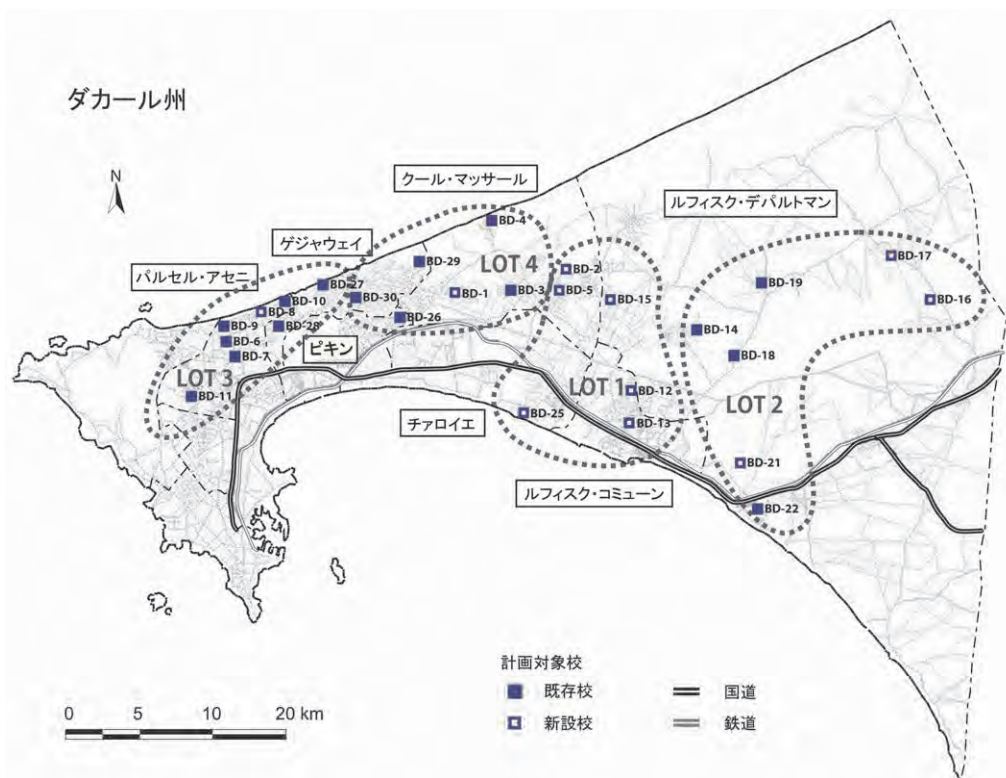 ダカール州
N
クール・マッサール
ルフィスク・デパルトマン
ゲジャウェイ
パルセル・アセニ
BD-4
BD-29
LOT 4
BD-2
BD-17
BD-27
BD-10
BD-30
BD-1
BD-3
BD-5
BD-15
BD-19
BD-16
BD-8
BD-9
BD-28
BD-26
BD-14
BD-6
BD-7
ピキン
BD-18
LOT 3
BD-11
LOT 1
BD-12
LOT 2
BD-25
BD-13
チァロイエ
BD-21
ルフィスク・コミューン
BD-22
計画対象校
既存校
国道
新設校
鉄道
0 5 10 20 km